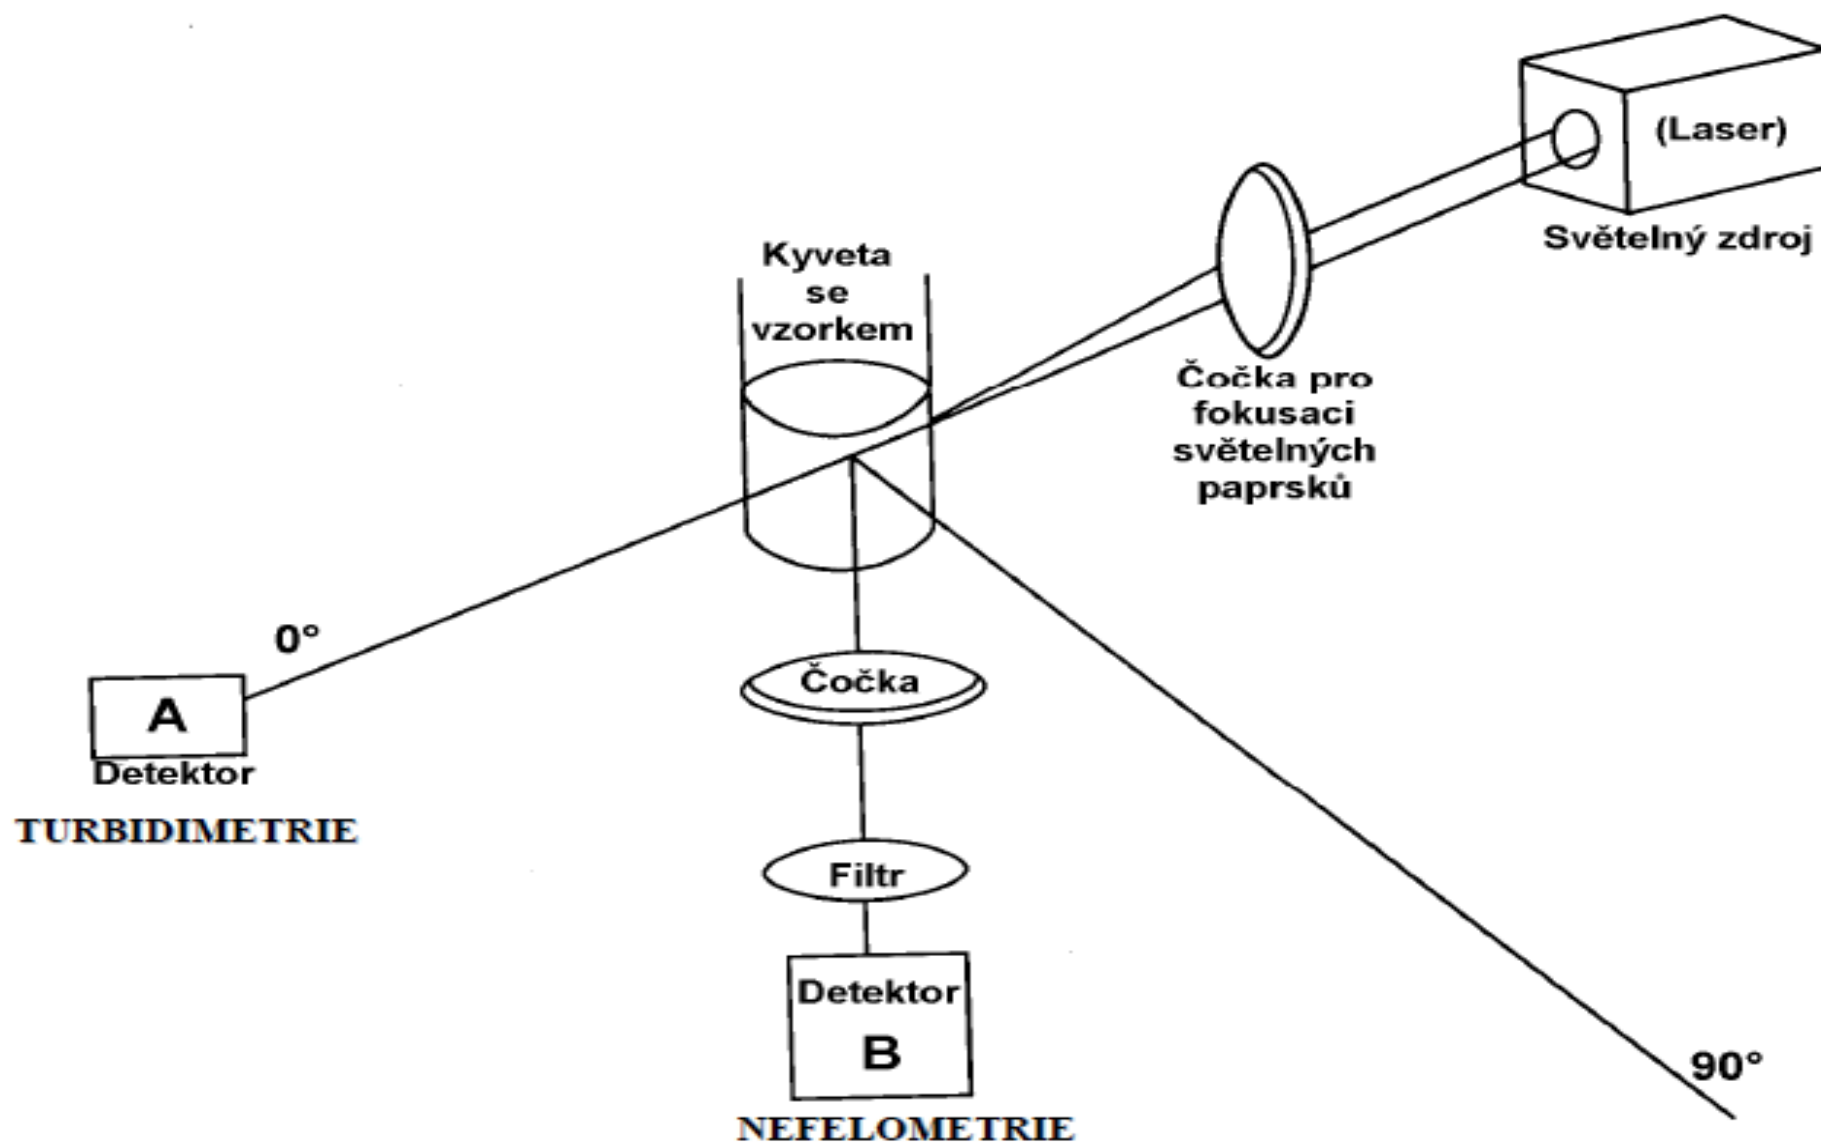 (Laser)
Světelný zdroj
Kyveta
se
vzorkem
Čočka pro
fokusaci
světelných
paprsků
0°
A
Detektor
TURBIDIMETRIE
Čočka
Filtr
Detektor
B
NEFELOMETRIE
90°